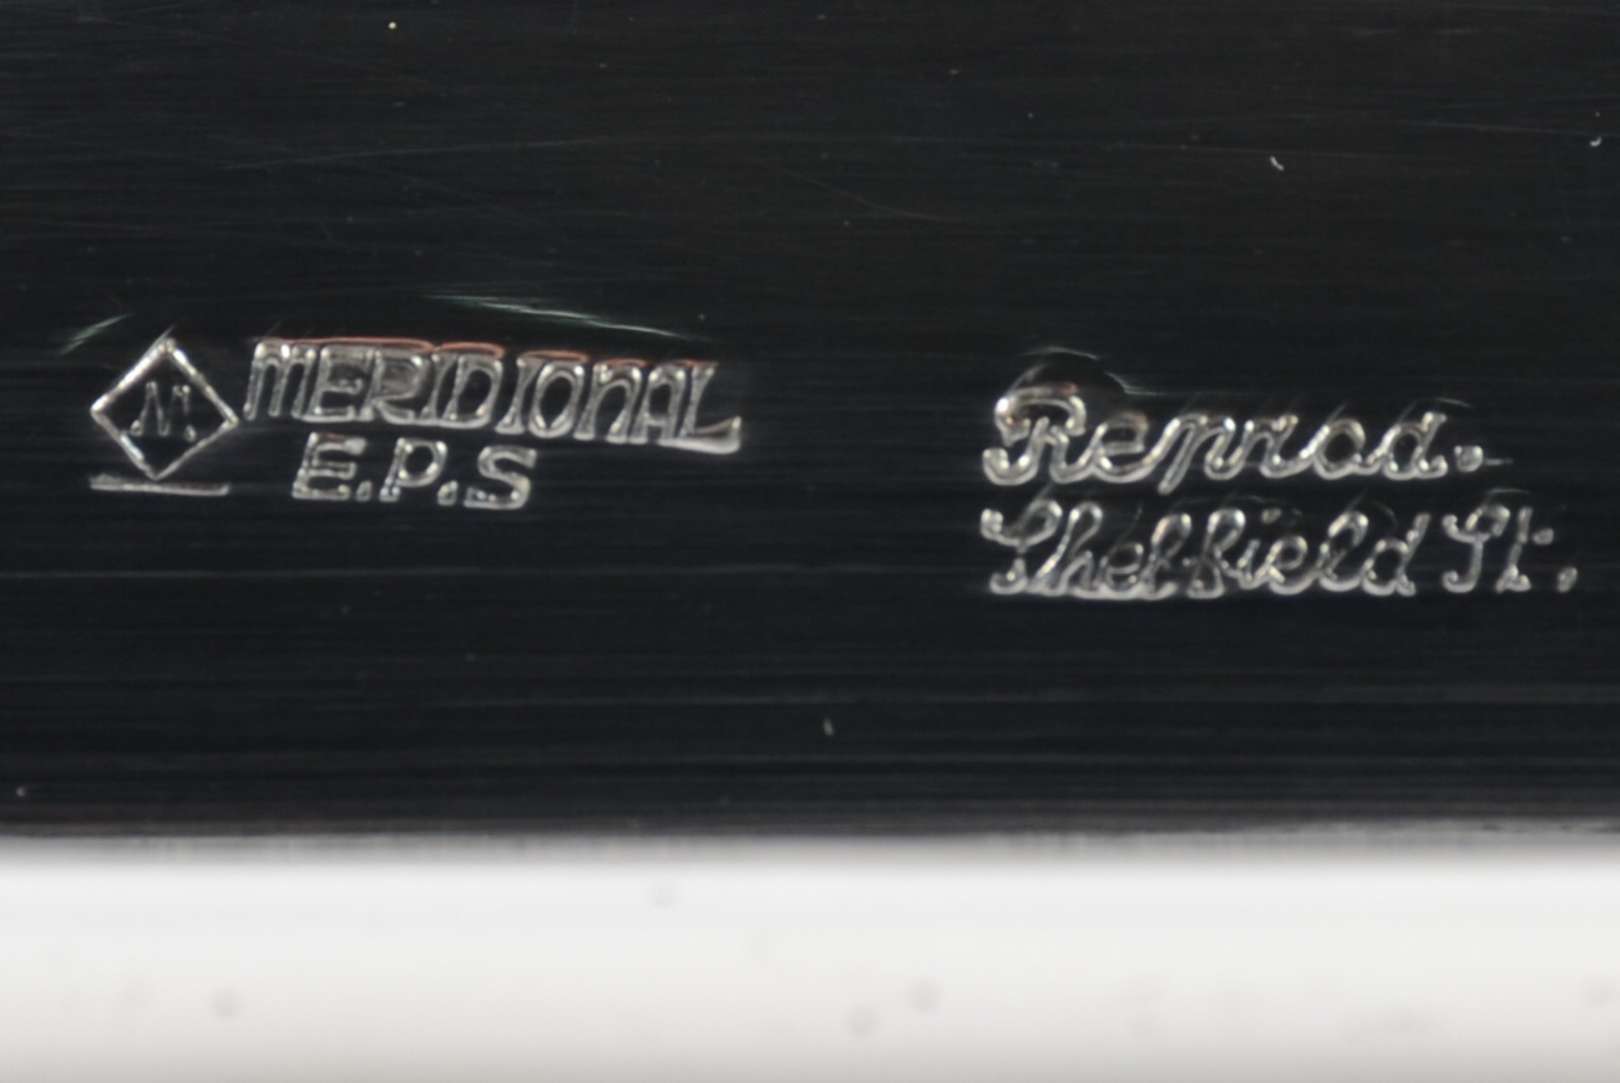 M MERIDIONAL
E.P.S
Reprod.
Sheffield St.